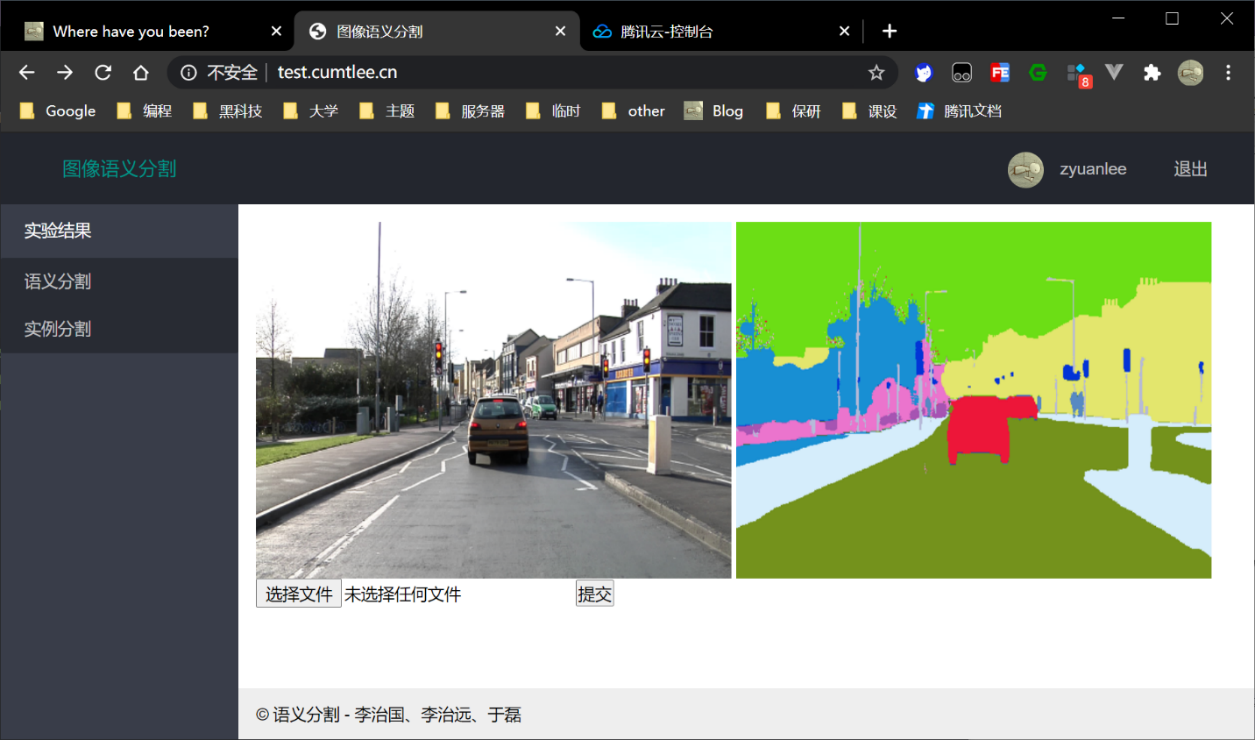 Where have you been?
图像语义分割
腾讯云-控制台
不安全 test.cumtlee.cn
8
Google 编程 黑科技 大学 主题 服务器 临时 other Blog 保研 课设 腾讯文档
图像语义分割 zyuanlee 退出
实验结果
语义分割
实例分割
选择文件 未选择任何文件 提交
© 语义分割 - 李治国、李治远、于磊